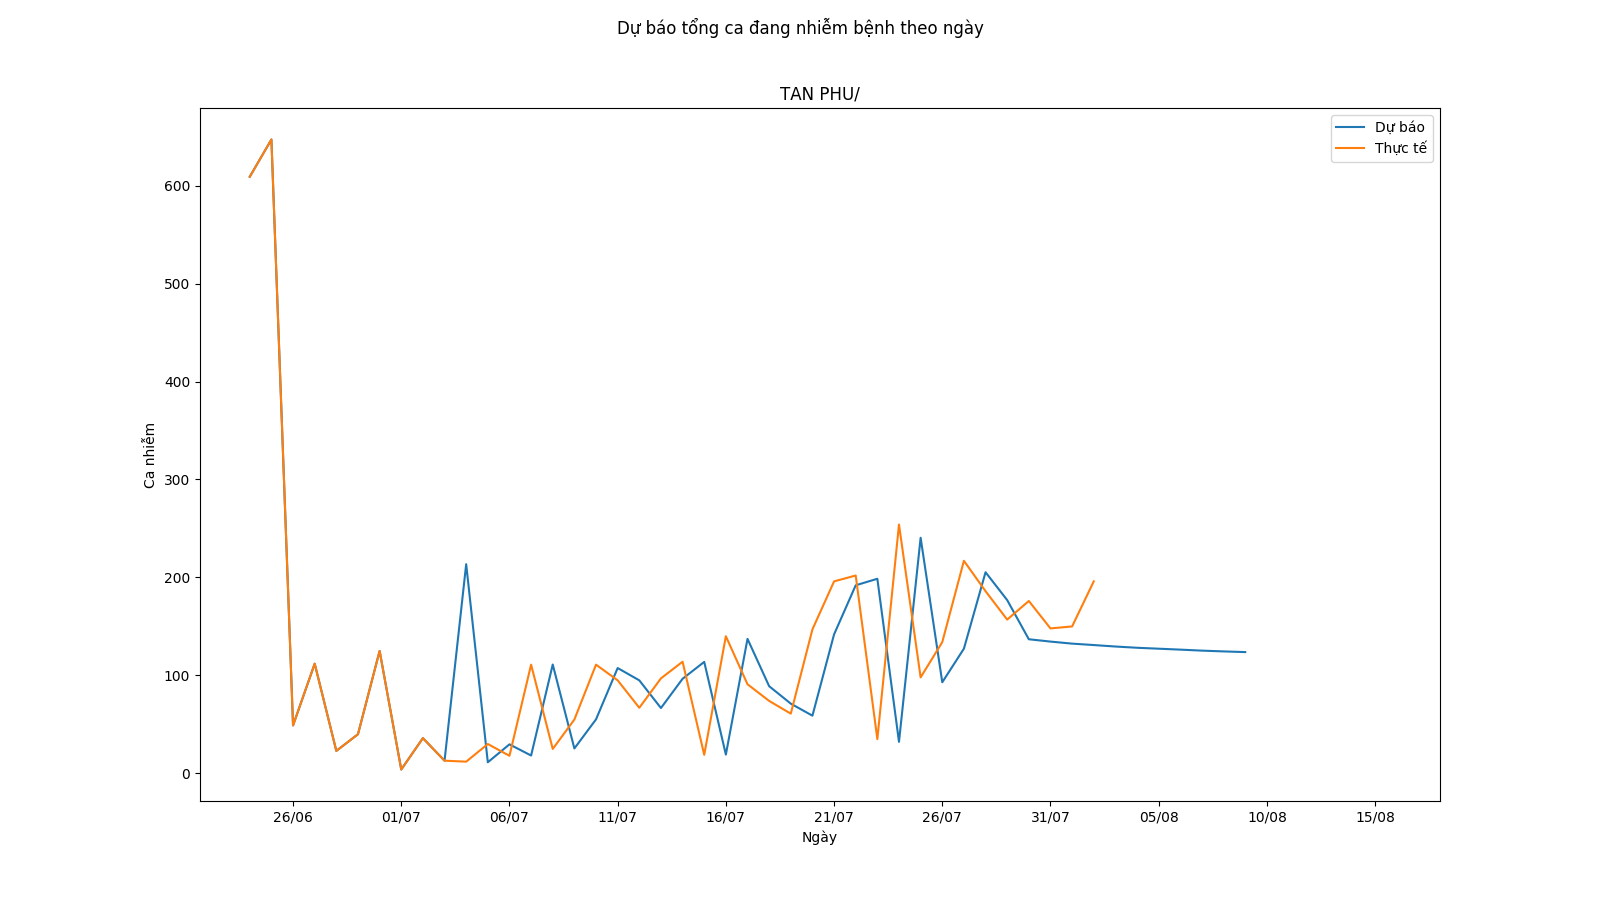 Dự báo tổng ca đang nhiễm bệnh theo ngày
TAN PHU/
Dự báo
Thực tế
600
500
400
300
200
100
0
Ca nhiễm
26/06 01/07 06/07 11/07 16/07 21/07 26/07 31/07 05/08 10/08 15/08
Ngày